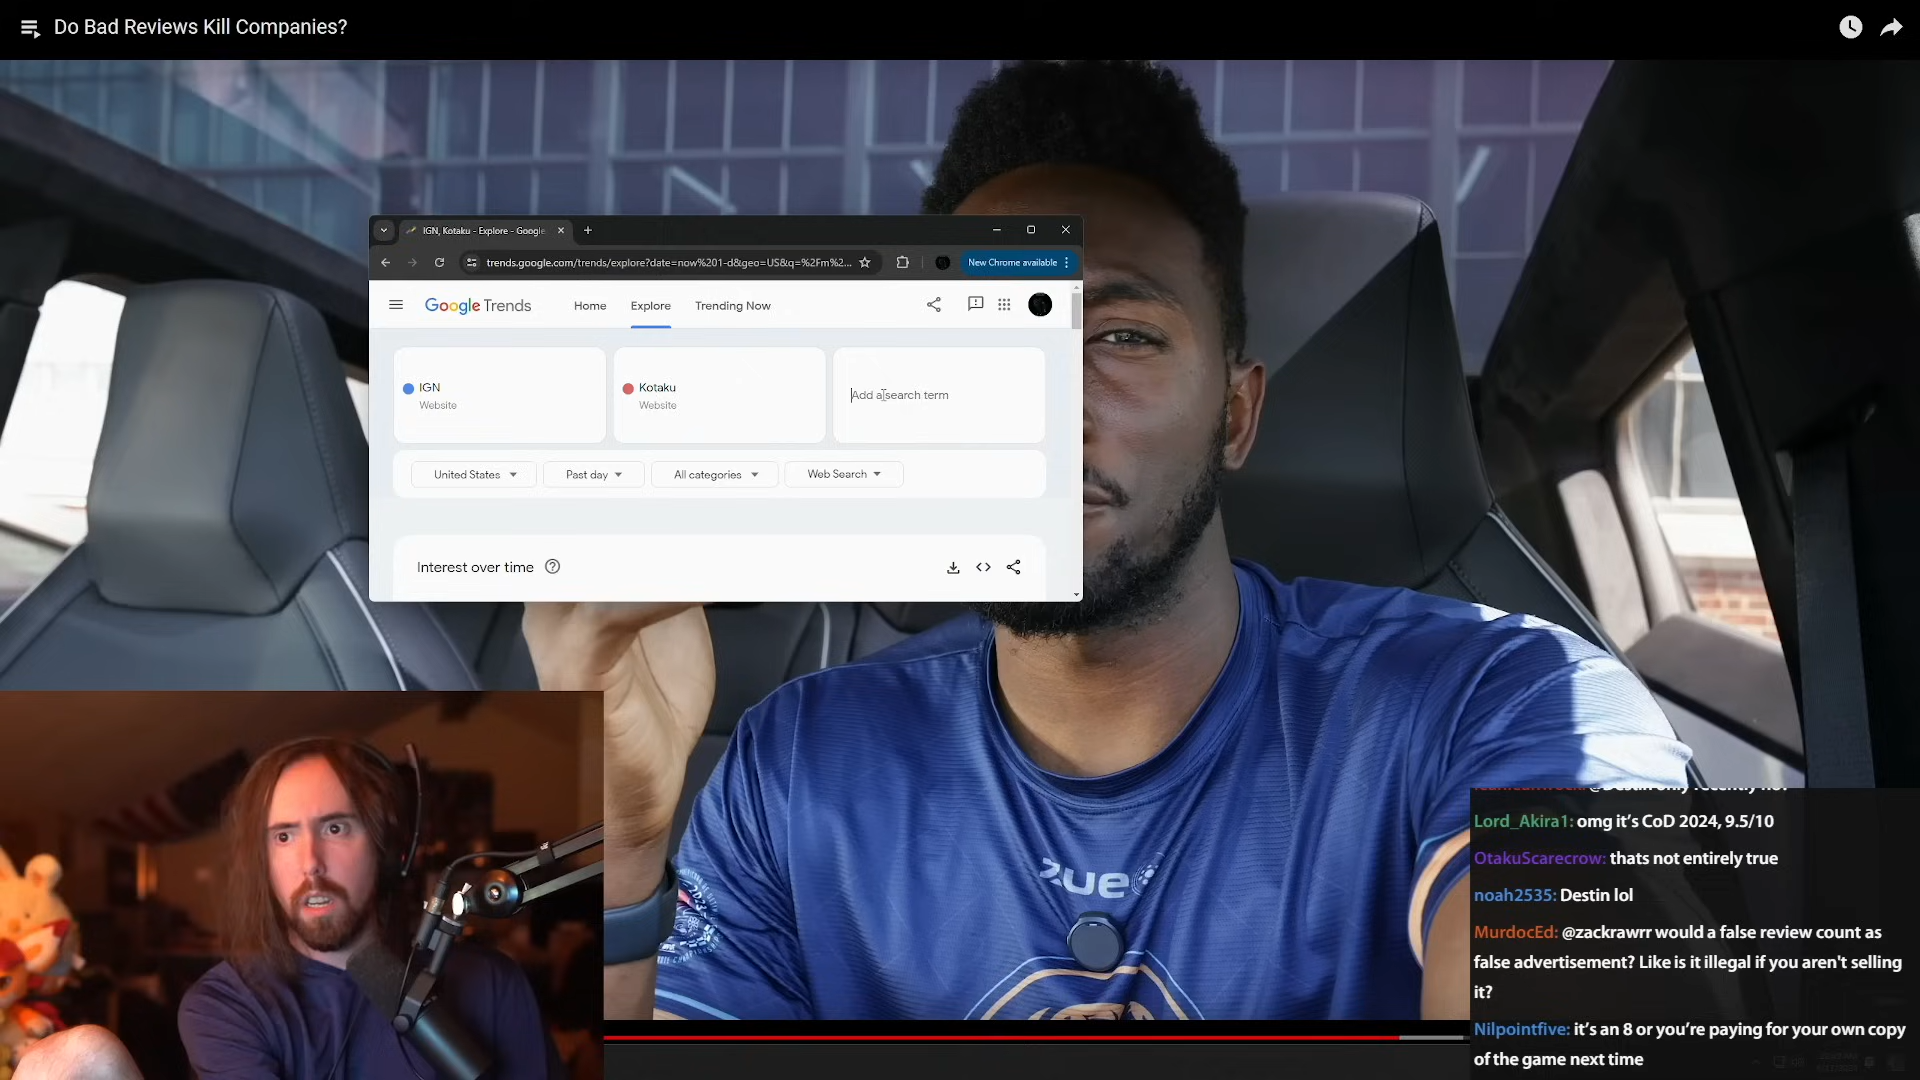 Do Bad Reviews Kill Companies?
IGN, Kotaku - Explore - Google
trends.google.com/trends/explore?date=now%201-d&geo=US&q=%2Fm%2...
New Chrome available
Google Trends
Home
Explore
Trending Now
IGN
Website
Kotaku
Website
Add a search term
United States
Past day
All categories
Web Search
Interest over time
Lord_Akira1: omg it's CoD 2024, 9.5/10
OtakuScarecrow: thats not entirely true
noah2535: Destin lol
MurdocEd: @zackrawrr would a false review count as
false advertisement? Like is it illegal if you aren't selling
it?
Nilpointfive: it's an 8 or you're paying for your own copy
of the game next time